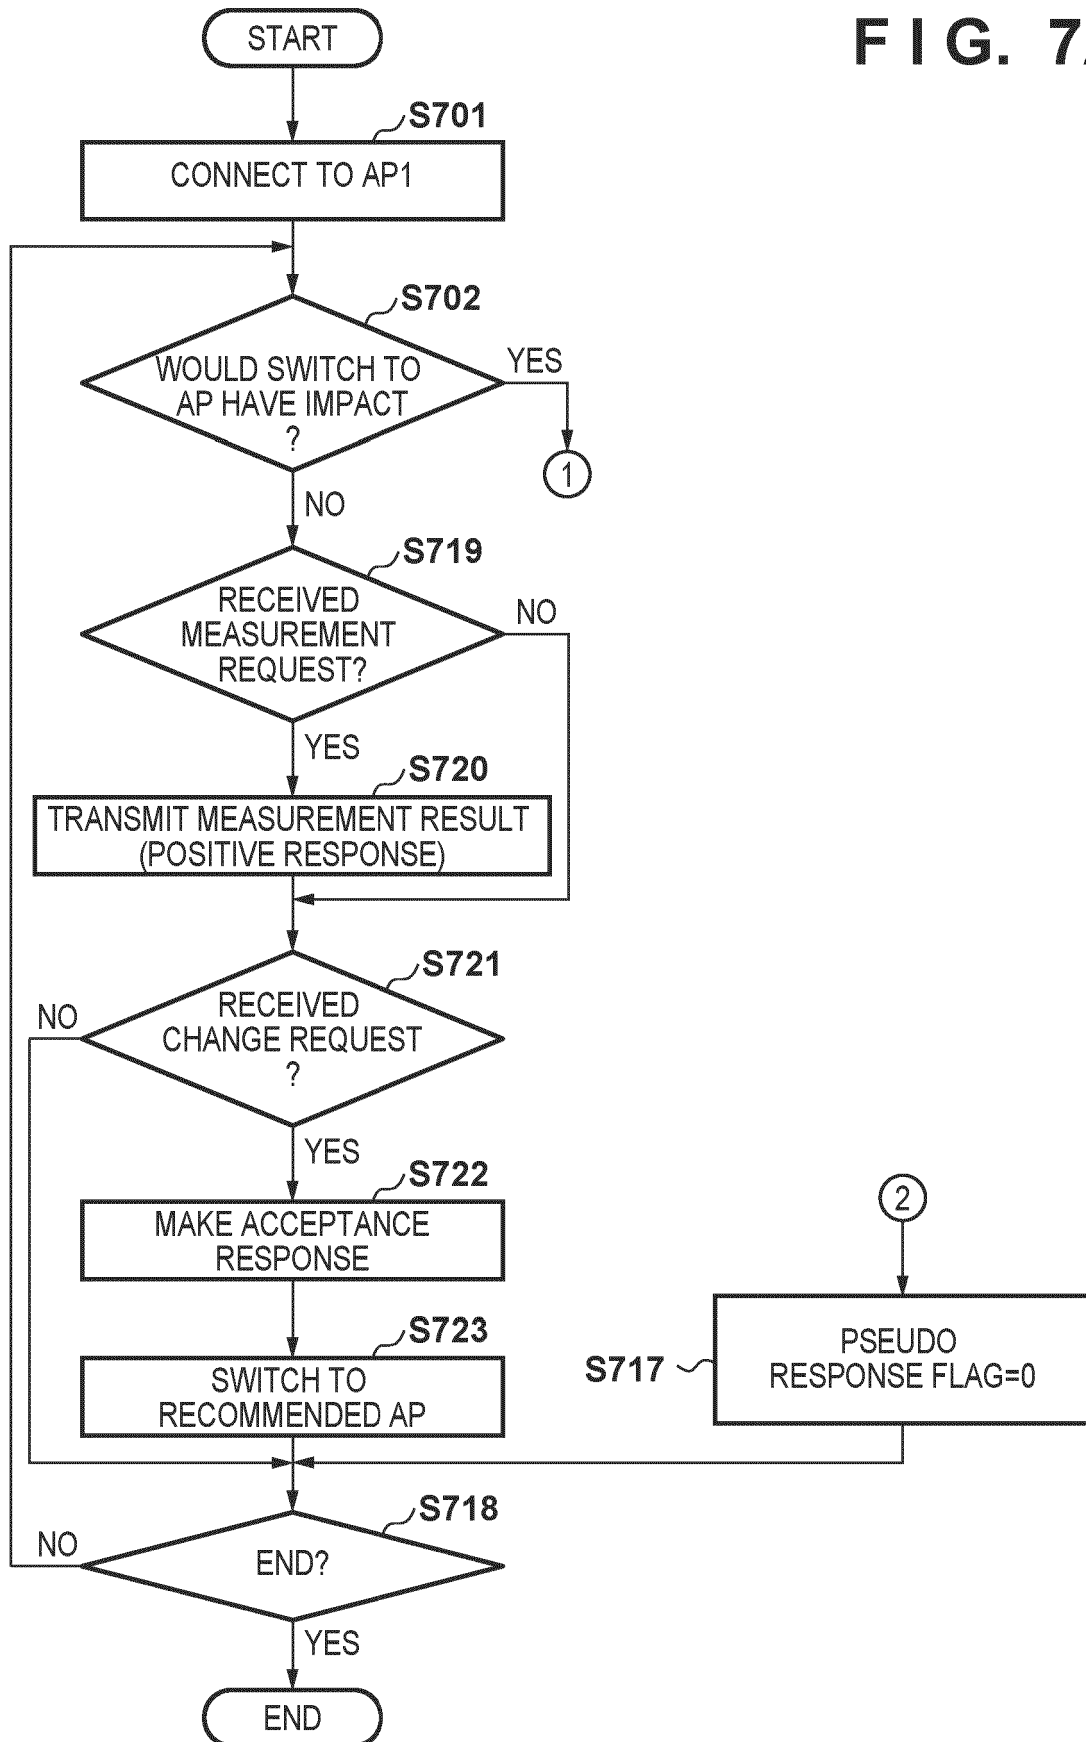 START
FIG. 7
S701
CONNECT TO AP1
S702
WOULD SWITCH TO
AP HAVE IMPACT
?
YES
1
NO
S719
RECEIVED
MEASUREMENT
REQUEST?
NO
YES
S720
TRANSMIT MEASUREMENT RESULT
(POSITIVE RESPONSE)
S721
RECEIVED
CHANGE REQUEST
?
NO
YES
S722
MAKE ACCEPTANCE
RESPONSE
2
S723
SWITCH TO
RECOMMENDED AP
S717
PSEUDO
RESPONSE FLAG=0
S718
END?
NO
YES
END